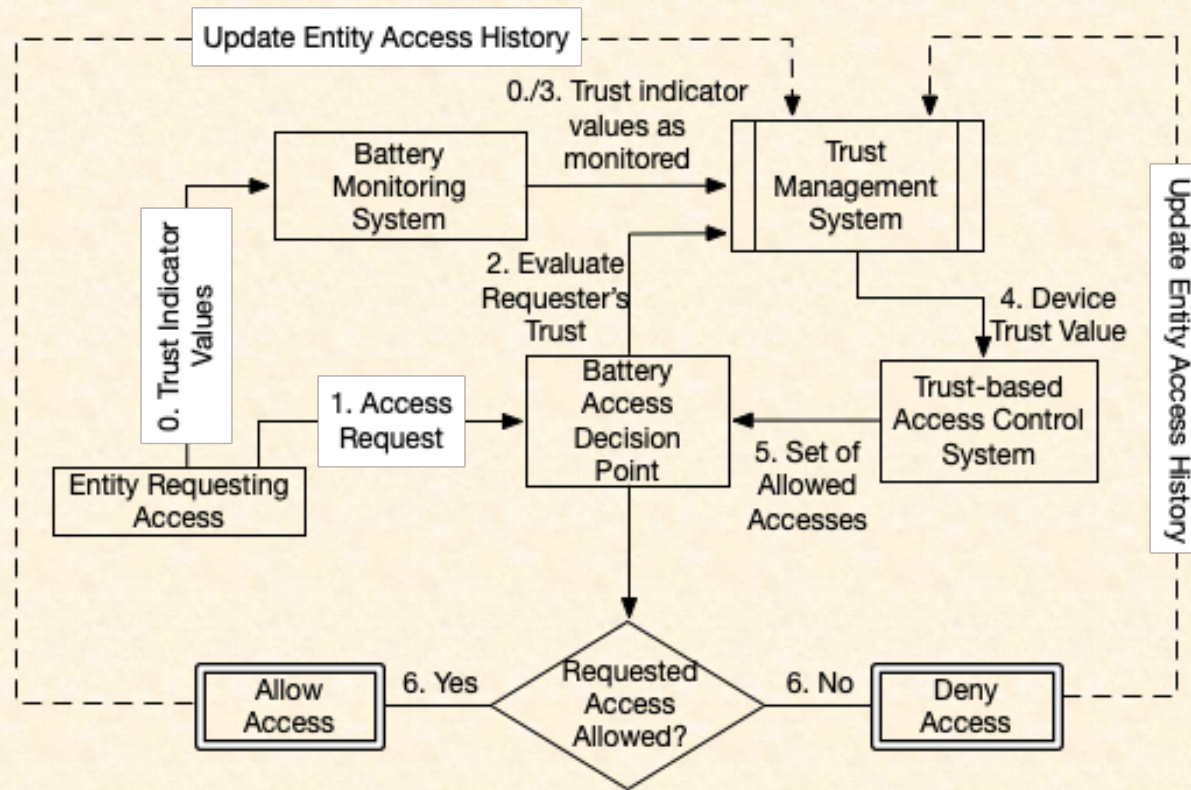 Update Entity Access History
0./3. Trust indicator
values as
monitored
Battery
Monitoring
System
Trust
Management
System
Update Entity Access History
0. Trust Indicator
Values
2. Evaluate
Requester's
Trust
4. Device
Trust Value
1. Access
Request
Battery
Access
Decision
Point
Trust-based
Access Control
System
5. Set of
Allowed
Accesses
Entity Requesting
Access
Requested
Access
Allowed?
6. Yes
6. No
Allow
Access
Deny
Access